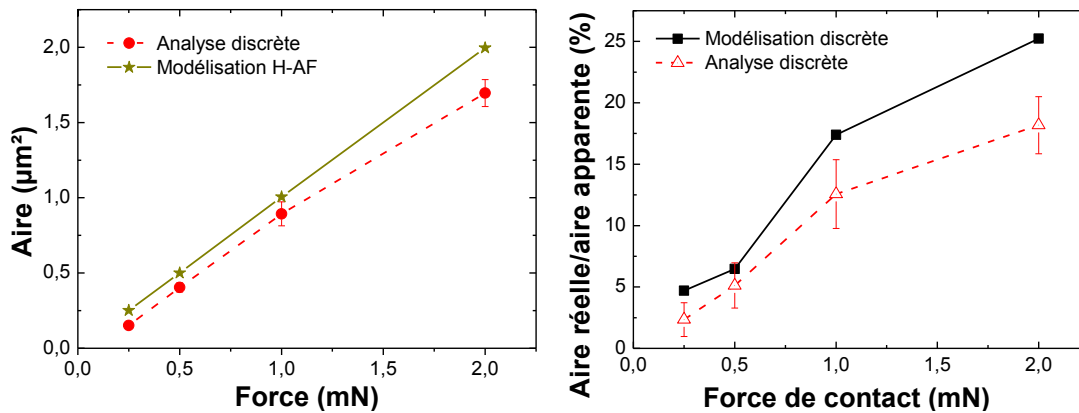 Analyse discrète
Modélisation H-AF
Aire (µm²)
2,0
1,5
1,0
0,5
0,0
0,0 0,5 1,0 1,5 2,0
Force (mN)
Modélisation discrète
Analyse discrète
Aire réelle/aire apparente (%)
25
20
15
10
5
0
0,0 0,5 1,0 1,5 2,0
Force de contact (mN)